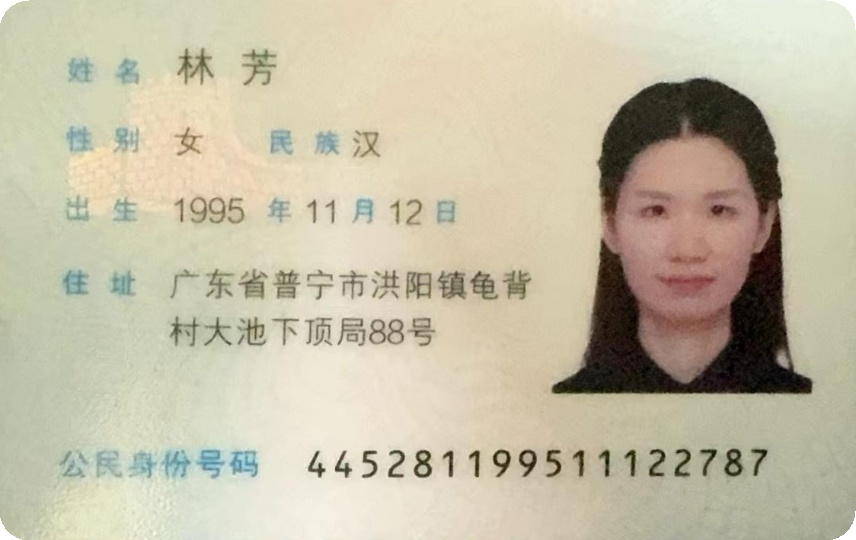 姓名 林芳
性别 女 民族 汉
出生 1995 年 11 月 12 日
住址 广东省普宁市洪阳镇龟背
村大池下顶局88号
公民身份号码 445281199511122787